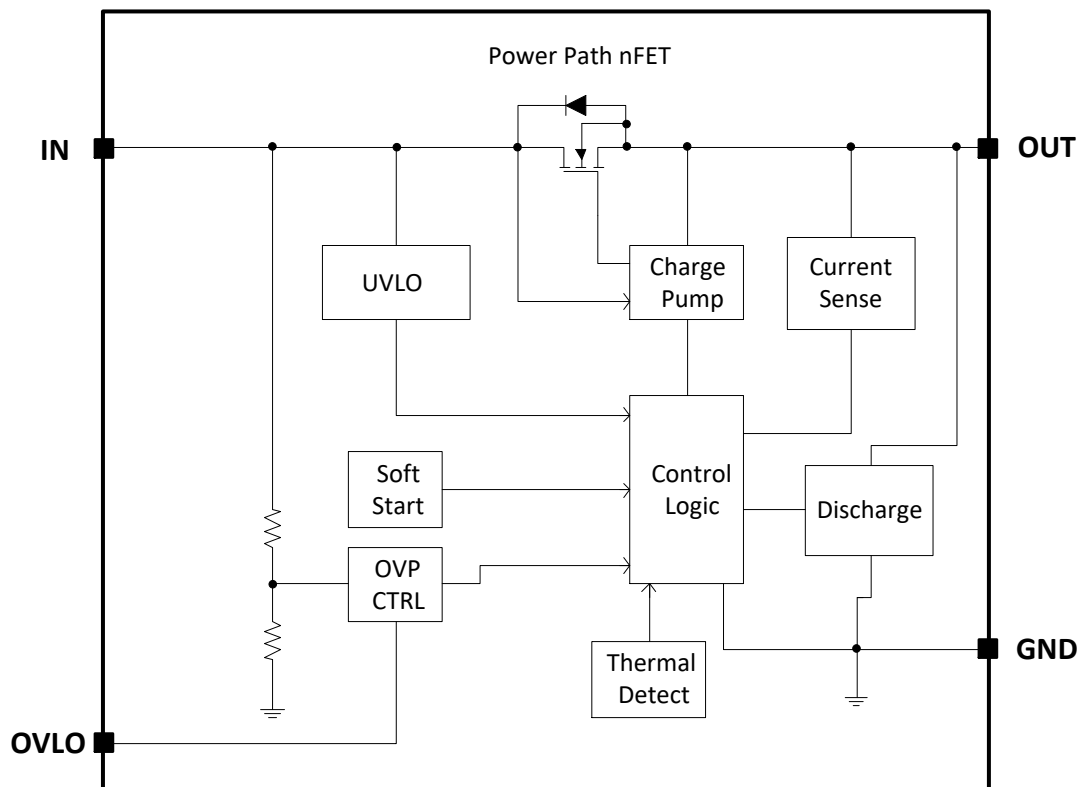 Power Path nFET
IN
OUT
UVLO
Charge
Pump
Current
Sense
Soft
Start
Control
Logic
Discharge
OVP
CTRL
Thermal
Detect
GND
OVLO